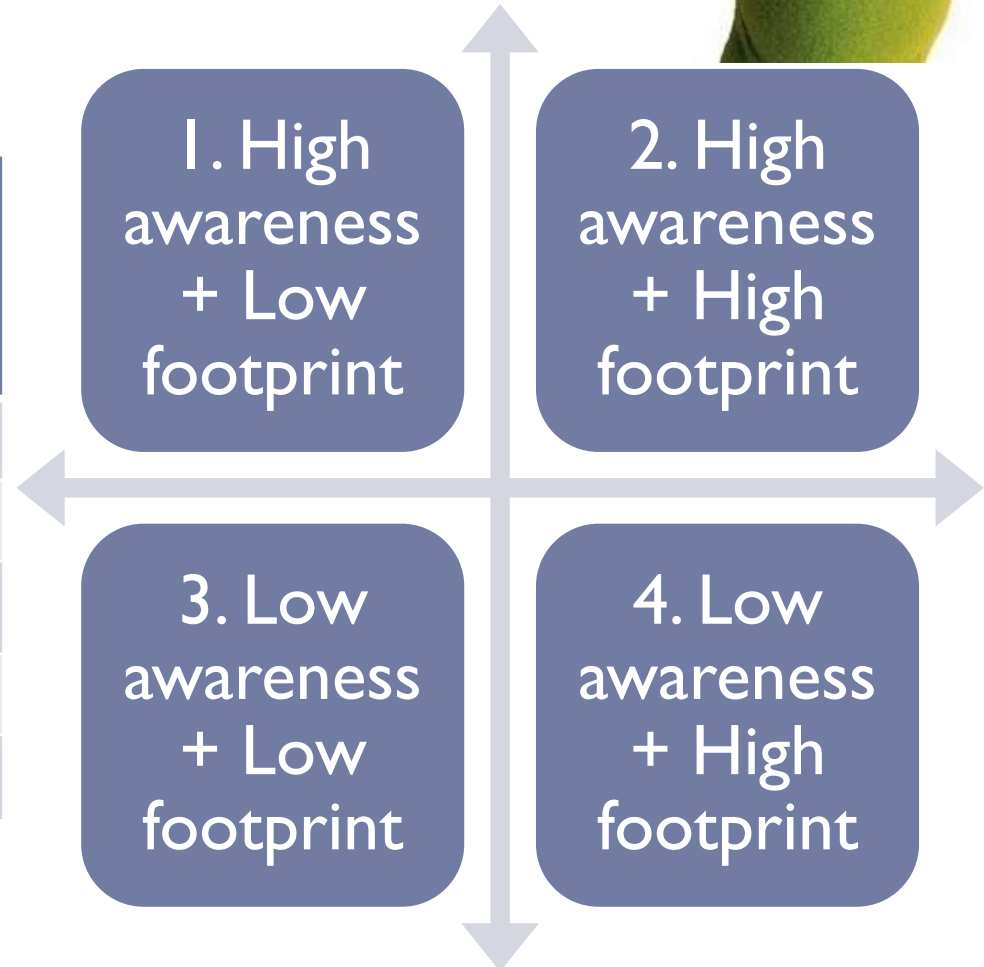 1. High
awareness
+ Low
footprint
2. High
awareness
+ High
footprint
3. Low
awareness
+ Low
footprint
4. Low
awareness
+ High
footprint